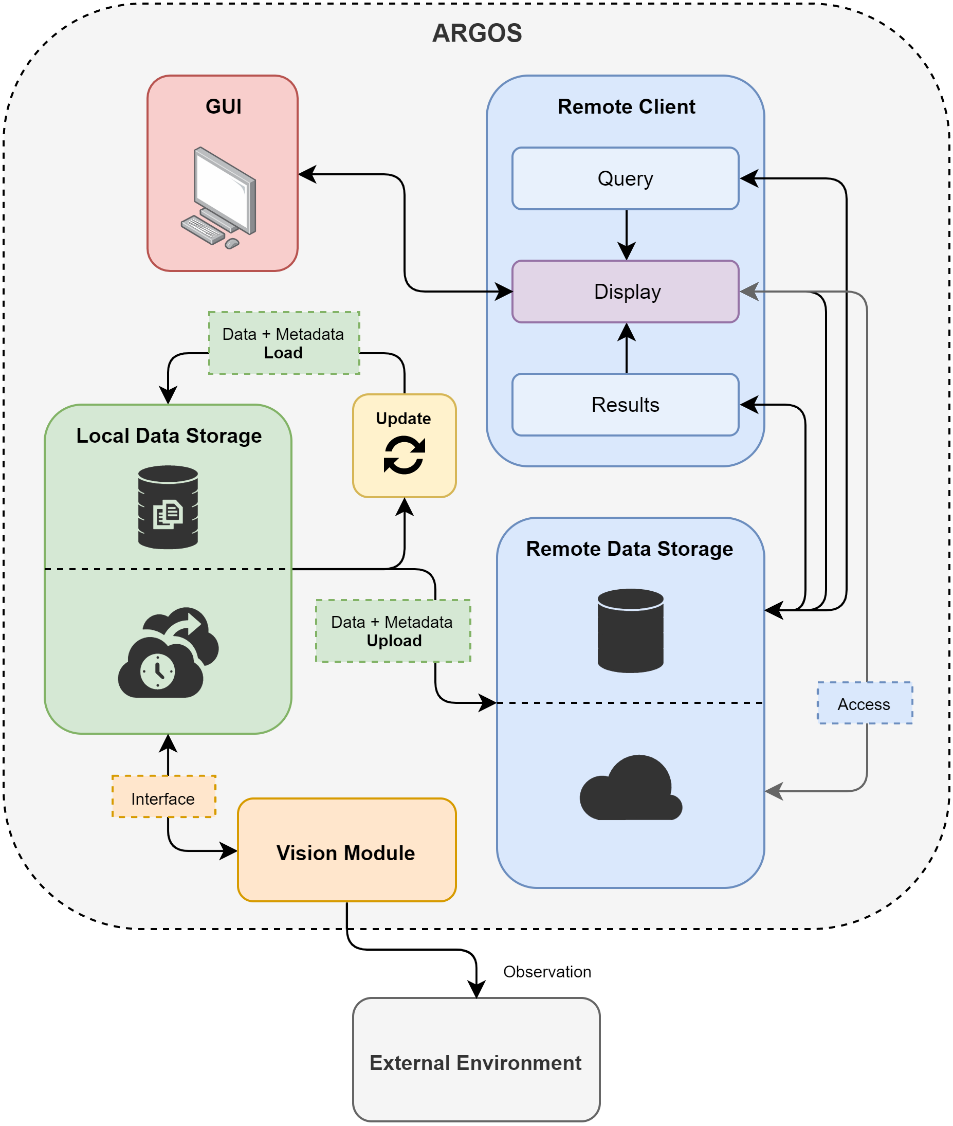 ARGOS
GUI
Remote Client
Query
Display
Results
Data + Metadata
Load
Update
Local Data Storage
Remote Data Storage
Data + Metadata
Upload
Access
Interface
Vision Module
Observation
External Environment